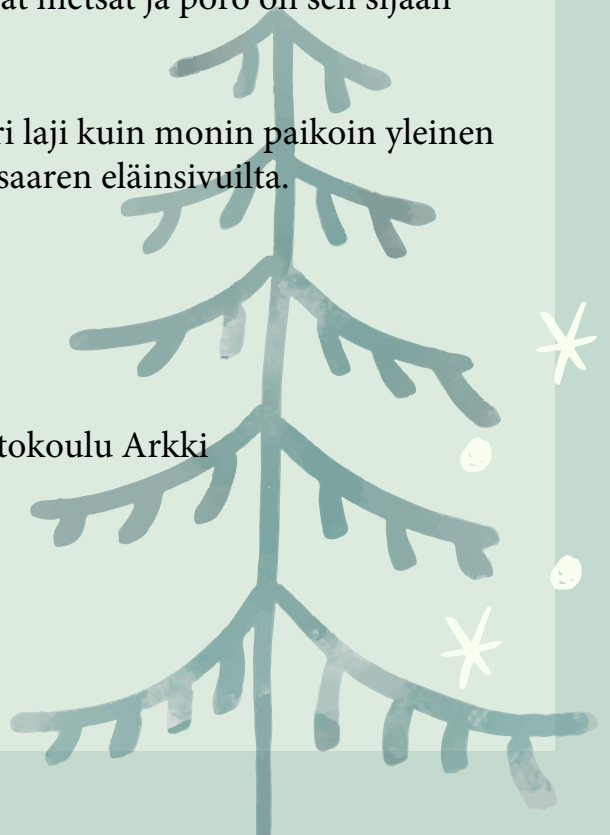 at metsät ja poro on sen sijaan
ri laji kuin monin paikoin yleinen
saaren eläinsivuilta.
tokoulu Arkki